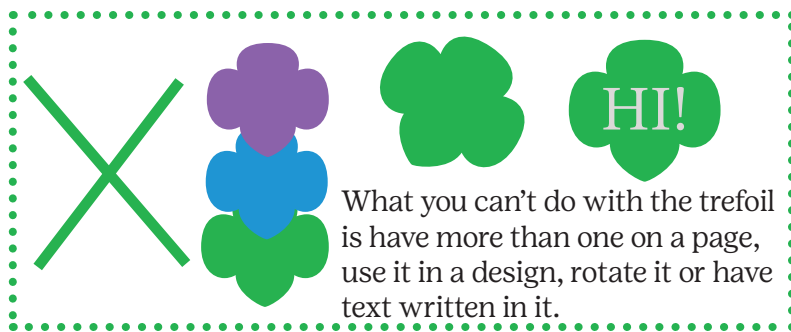 HI!
What you can’t do with the trefoil
is have more than one on a page,
use it in a design, rotate it or have
text written in it.